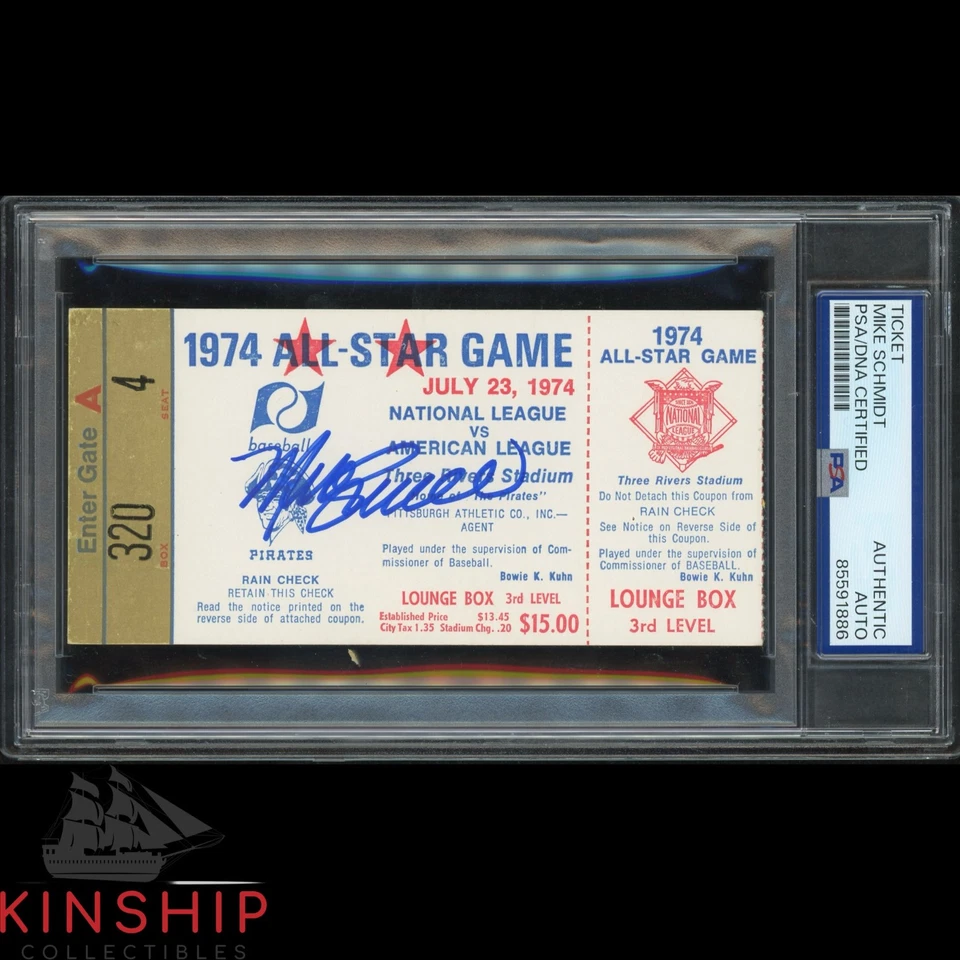 Enter Gate A
320 BOX
4 SEAT
1974 ALL-STAR GAME
JULY 23, 1974
NATIONAL LEAGUE
VS
AMERICAN LEAGUE
Three Rivers Stadium
"The Pirates"
PITTSBURGH ATHLETIC CO., INC.—
AGENT
baseball
PIRATES
RAIN CHECK
RETAIN THIS CHECK
Read the notice printed on the
reverse side of attached coupon.
Played under the supervision of Com-
missioner of Baseball.
Bowie K. Kuhn
LOUNGE BOX 3rd LEVEL
Established Price $13.45
City Tax 1.35 Stadium Chg. .20 $15.00
1974
ALL-STAR GAME
NATIONAL
LEAGUE
Three Rivers Stadium
Do Not Detach this Coupon from
RAIN CHECK
See Notice on Reverse Side of
this Coupon.
Played under the supervision of
Commissioner of BASEBALL.
Bowie K. Kuhn
LOUNGE BOX
3rd LEVEL
TICKET
MIKE SCHMIDT
PSA/DNA CERTIFIED
PSA
AUTHENTIC
AUTO
85591886
KINSHIP
COLLECTIBLES